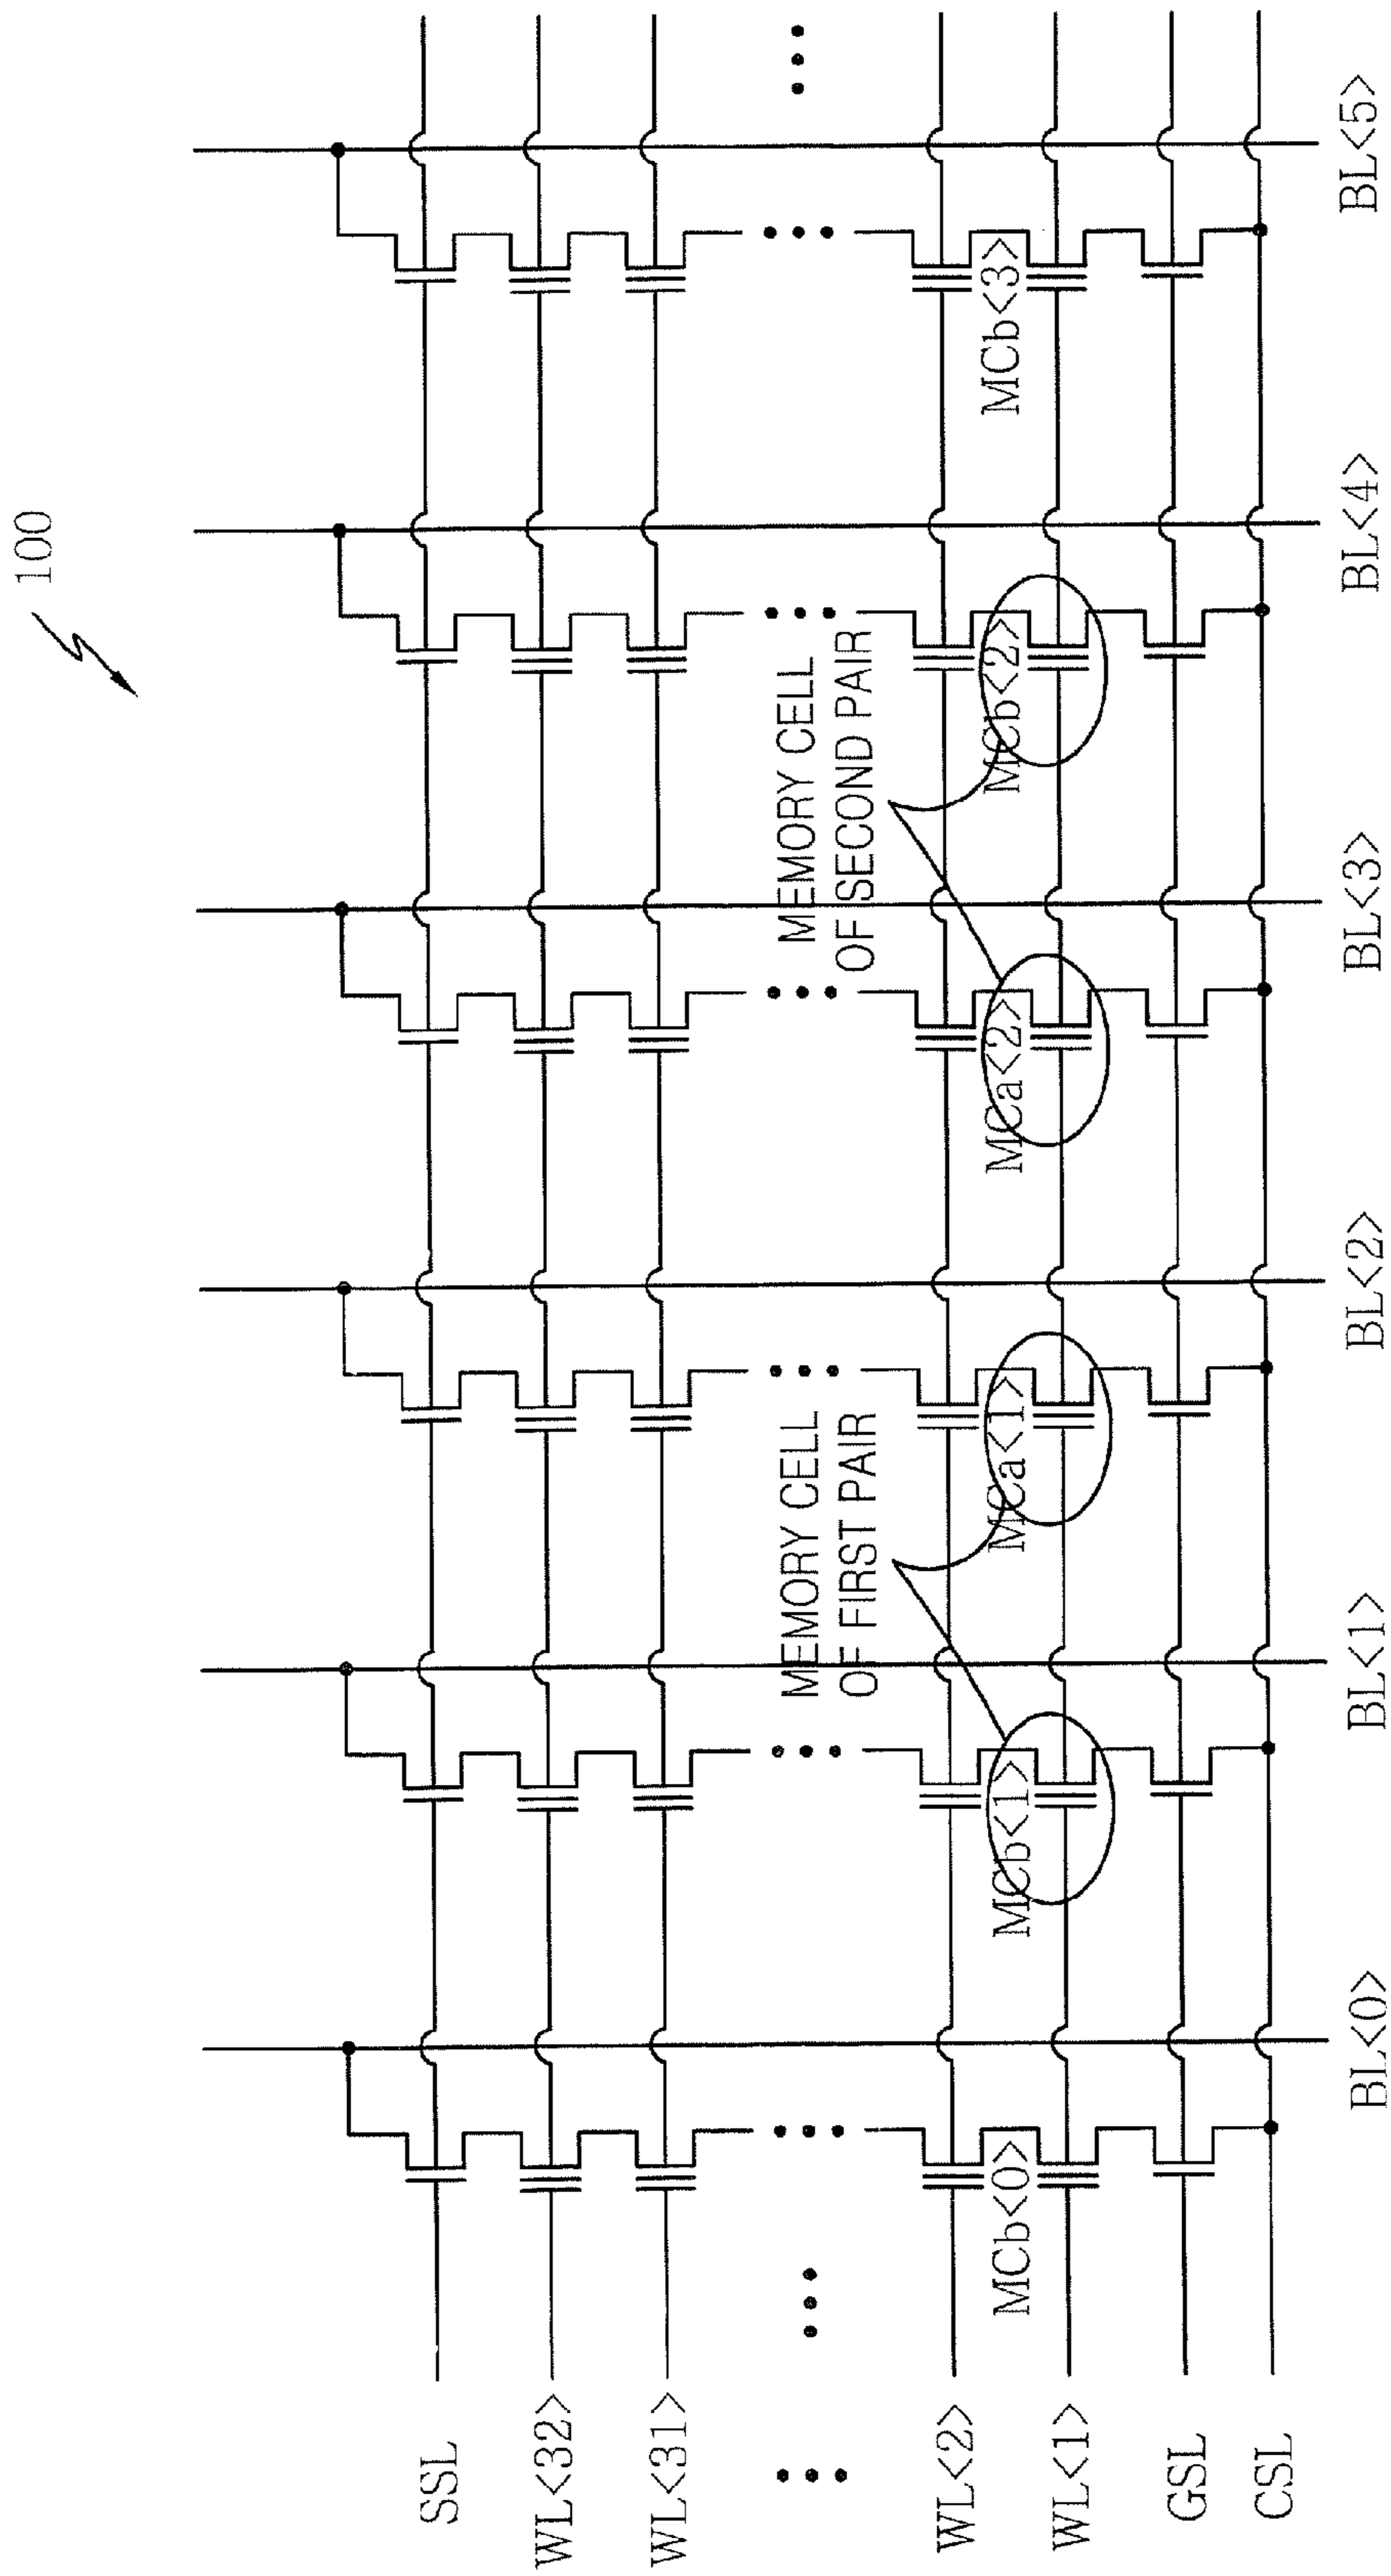 100
SSL
WL<32>
WL<31>
MEMORY CELL
OF FIRST PAIR
MEMORY CELL
OF SECOND PAIR
WL<2>
MCb<0>
MCb<1>
MCa<1>
MCa<2>
MCb<2>
MCb<3>
WL<1>
GSL
CSL
BL<0>
BL<1>
BL<2>
BL<3>
BL<4>
BL<5>